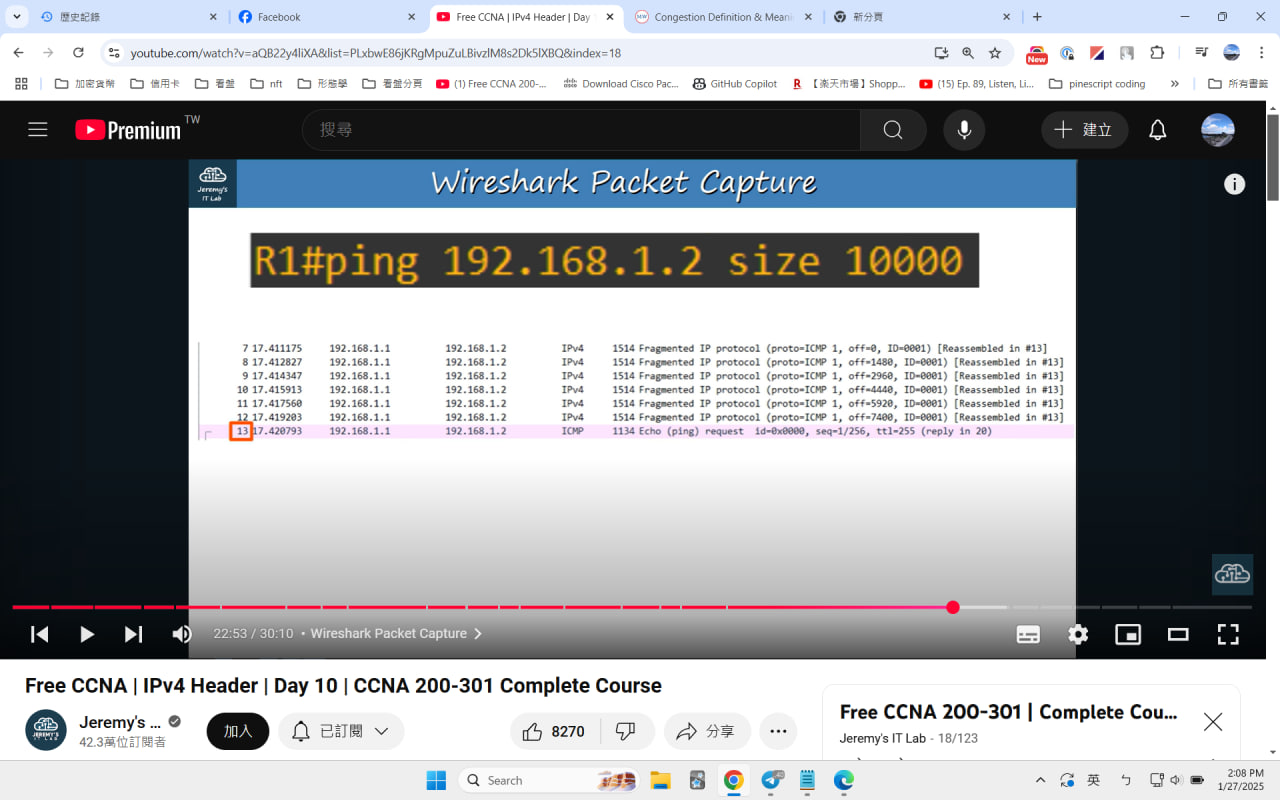 歷史記錄
Facebook
Free CCNA | IPv4 Header | Day 1
Congestion Definition & Meani
新分頁
youtube.com/watch?v=aQB22y4liXA&list=PLxbwE86jKRgMpuZuLBivzlM8s2Dk5lXBQ&index=18
New
加密貨幣
信用卡
看盤
nft
形態學
看盤分頁
(1) Free CCNA 200-...
Download Cisco Pac...
GitHub Copilot
【楽天市場】Shopp...
(15) Ep. 89, Listen, Li...
pinescript coding
所有書籤
Premium TW
搜尋
建立
Jeremy's
IT Lab
Wireshark Packet Capture
R1#ping 192.168.1.2 size 10000
7 17.411175 192.168.1.1 192.168.1.2 IPv4 1514 Fragmented IP protocol (proto=ICMP 1, off=0, ID=0001) [Reassembled in #13]
8 17.412827 192.168.1.1 192.168.1.2 IPv4 1514 Fragmented IP protocol (proto=ICMP 1, off=1480, ID=0001) [Reassembled in #13]
9 17.414347 192.168.1.1 192.168.1.2 IPv4 1514 Fragmented IP protocol (proto=ICMP 1, off=2960, ID=0001) [Reassembled in #13]
10 17.415913 192.168.1.1 192.168.1.2 IPv4 1514 Fragmented IP protocol (proto=ICMP 1, off=4440, ID=0001) [Reassembled in #13]
11 17.417560 192.168.1.1 192.168.1.2 IPv4 1514 Fragmented IP protocol (proto=ICMP 1, off=5920, ID=0001) [Reassembled in #13]
12 17.419203 192.168.1.1 192.168.1.2 IPv4 1514 Fragmented IP protocol (proto=ICMP 1, off=7400, ID=0001) [Reassembled in #13]
13 17.420793 192.168.1.1 192.168.1.2 ICMP 1134 Echo (ping) request id=0x0000, seq=1/256, ttl=255 (reply in 20)
22:53 / 30:10 • Wireshark Packet Capture
Free CCNA | IPv4 Header | Day 10 | CCNA 200-301 Complete Course
JEREMY'S
IT LAB
Jeremy's ...
42.3萬位訂閱者
加入
已訂閱
8270
分享
Free CCNA 200-301 | Complete Cou...
Jeremy's IT Lab - 18/123
Search
英
2:08 PM
1/27/2025